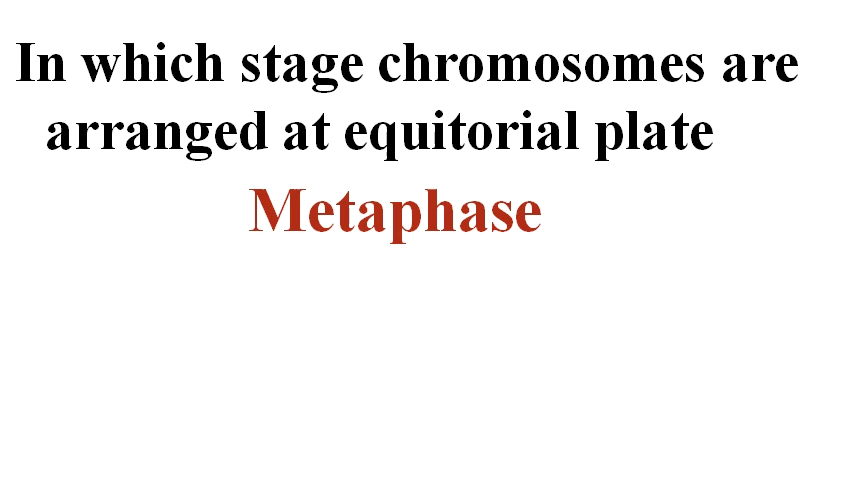 In which stage chromosomes are
arranged at equitorial plate
Metaphase